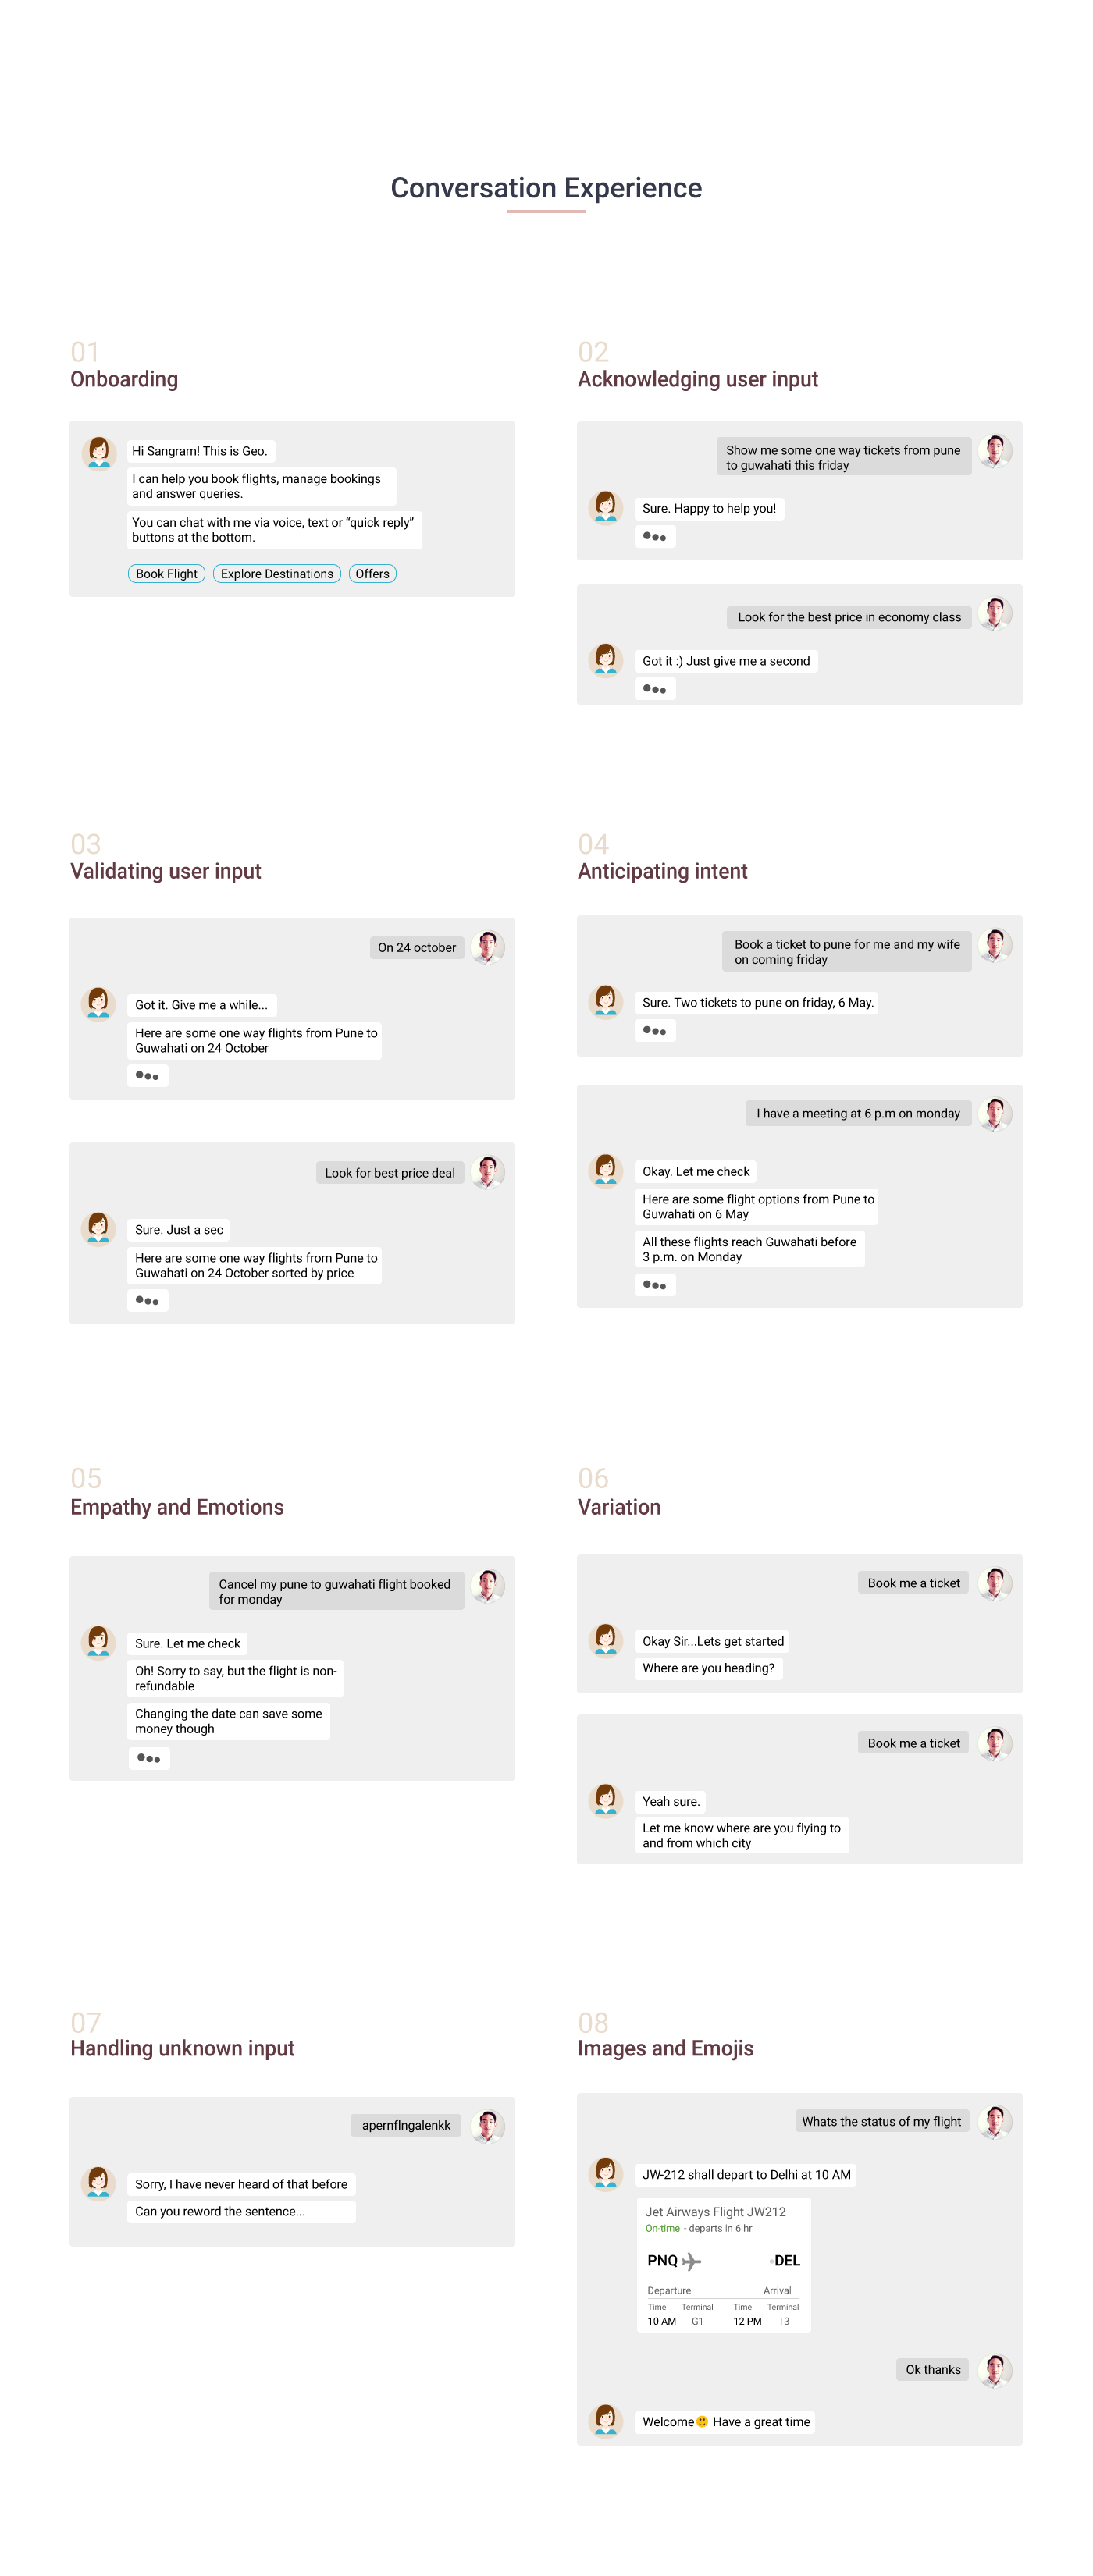 Conversation Experience
01
Onboarding
Hi Sangram! This is Geo.
I can help you book flights, manage bookings
and answer queries.
You can chat with me via voice, text or “quick reply”
buttons at the bottom.
Book Flight Explore Destinations Offers
02
Acknowledging user input
Show me some one way tickets from pune
to guwahati this friday
Sure. Happy to help you!
Look for the best price in economy class
Got it :) Just give me a second
03
Validating user input
On 24 october
Got it. Give me a while...
Here are some one way flights from Pune to
Guwahati on 24 October
Look for best price deal
Sure. Just a sec
Here are some one way flights from Pune to
Guwahati on 24 October sorted by price
04
Anticipating intent
Book a ticket to pune for me and my wife
on coming friday
Sure. Two tickets to pune on friday, 6 May.
I have a meeting at 6 p.m on monday
Okay. Let me check
Here are some flight options from Pune to
Guwahati on 6 May
All these flights reach Guwahati before
3 p.m. on Monday
05
Empathy and Emotions
Cancel my pune to guwahati flight booked
for monday
Sure. Let me check
Oh! Sorry to say, but the flight is non-
refundable
Changing the date can save some
money though
06
Variation
Book me a ticket
Okay Sir...Lets get started
Where are you heading?
Book me a ticket
Yeah sure.
Let me know where are you flying to
and from which city
07
Handling unknown input
apernflngalenkk
Sorry, I have never heard of that before
Can you reword the sentence...
08
Images and Emojis
Whats the status of my flight
JW-212 shall depart to Delhi at 10 AM
Jet Airways Flight JW212
On-time - departs in 6 hr
PNQ DEL
Departure Arrival
Time Terminal Time Terminal
10 AM G1 12 PM T3
Ok thanks
Welcome🙂 Have a great time